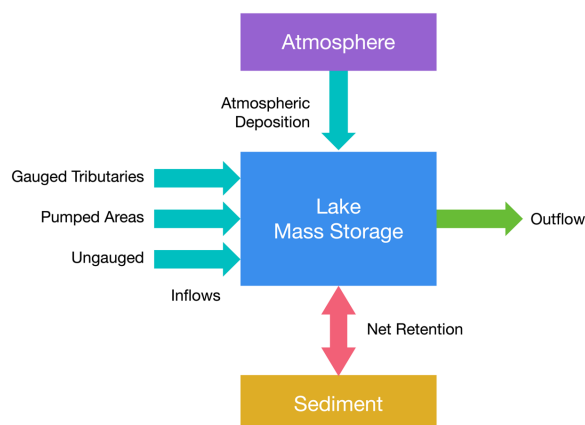 Atmosphere
Atmospheric
Deposition
Gauged Tributaries
Pumped Areas
Ungauged
Inflows
Lake
Mass Storage
Outflow
Net Retention
Sediment